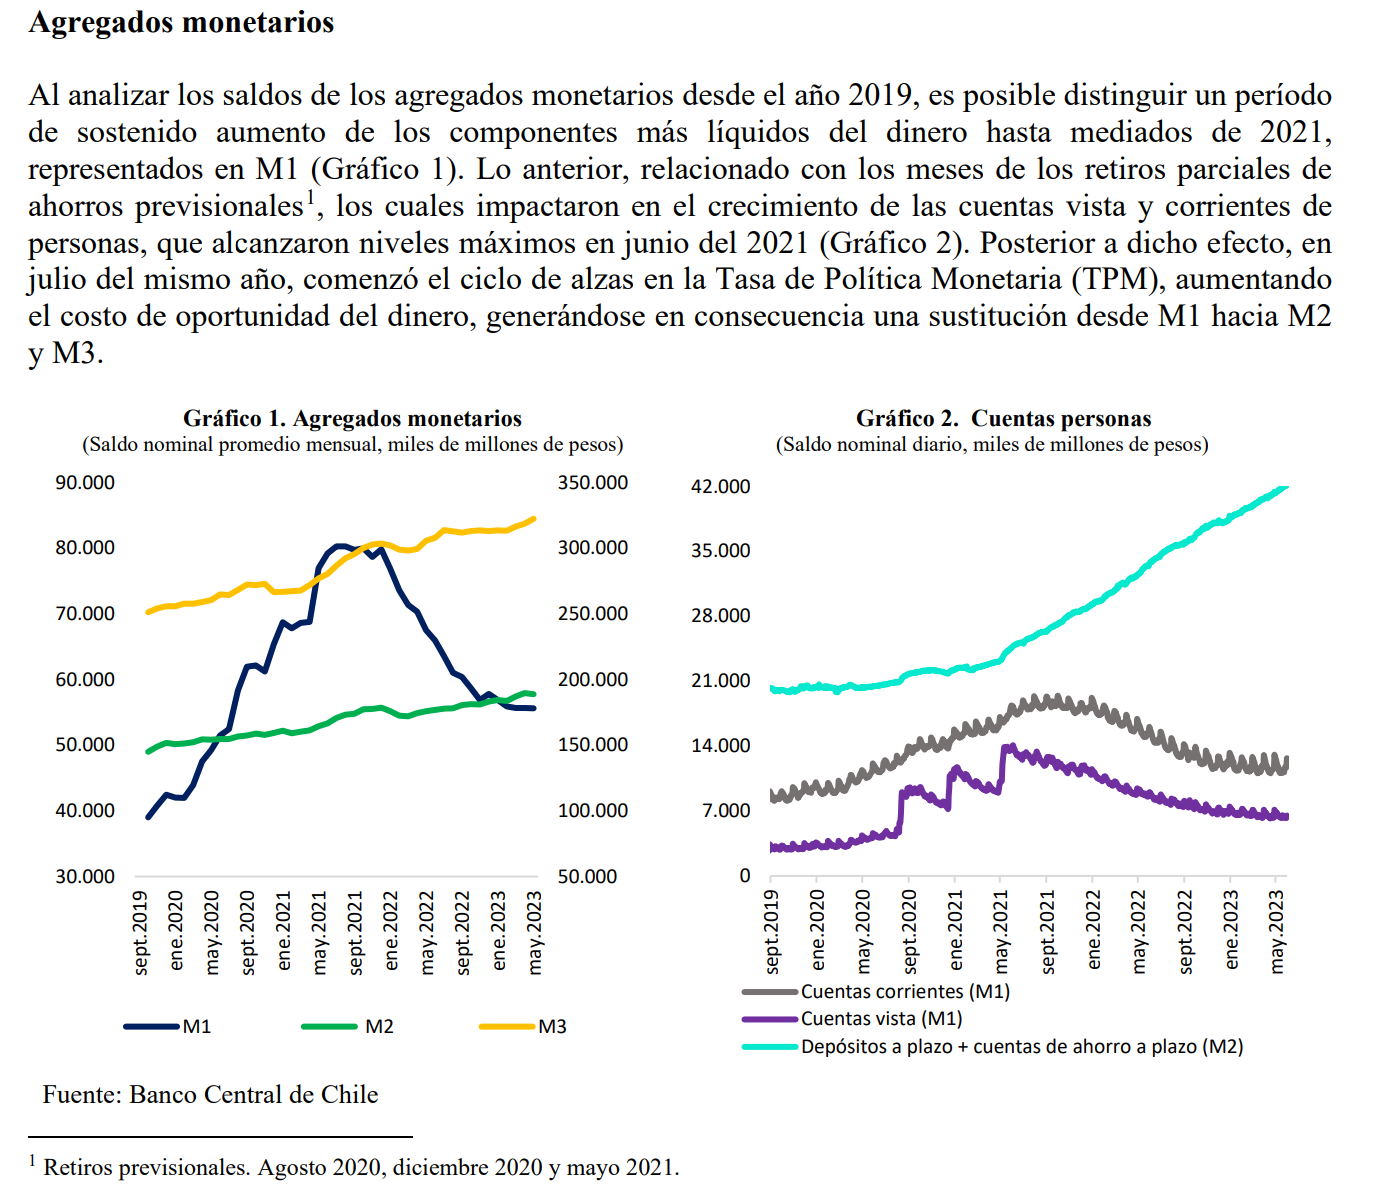 Agregados monetarios
Al analizar los saldos de los agregados monetarios desde el año 2019, es posible distinguir un período
de sostenido aumento de los componentes más líquidos del dinero hasta mediados de 2021,
representados en M1 (Gráfico 1). Lo anterior, relacionado con los meses de los retiros parciales de
ahorros previsionales1, los cuales impactaron en el crecimiento de las cuentas vista y corrientes de
personas, que alcanzaron niveles máximos en junio del 2021 (Gráfico 2). Posterior a dicho efecto, en
julio del mismo año, comenzó el ciclo de alzas en la Tasa de Política Monetaria (TPM), aumentando
el costo de oportunidad del dinero, generándose en consecuencia una sustitución desde M1 hacia M2
y M3.
Gráfico 1. Agregados monetarios
(Saldo nominal promedio mensual, miles de millones de pesos)
90.000
80.000
70.000
60.000
50.000
40.000
30.000
350.000
300.000
250.000
200.000
150.000
100.000
50.000
sept.2019
ene.2020
may.2020
sept.2020
ene.2021
may.2021
sept.2021
ene.2022
may.2022
sept.2022
ene.2023
may.2023
M1
M2
M3
Gráfico 2.  Cuentas personas
(Saldo nominal diario, miles de millones de pesos)
42.000
35.000
28.000
21.000
14.000
7.000
0
sept.2019
ene.2020
may.2020
sept.2020
ene.2021
may.2021
sept.2021
ene.2022
may.2022
sept.2022
ene.2023
may.2023
Cuentas corrientes (M1)
Cuentas vista (M1)
Depósitos a plazo + cuentas de ahorro a plazo (M2)
Fuente: Banco Central de Chile
1 Retiros previsionales. Agosto 2020, diciembre 2020 y mayo 2021.